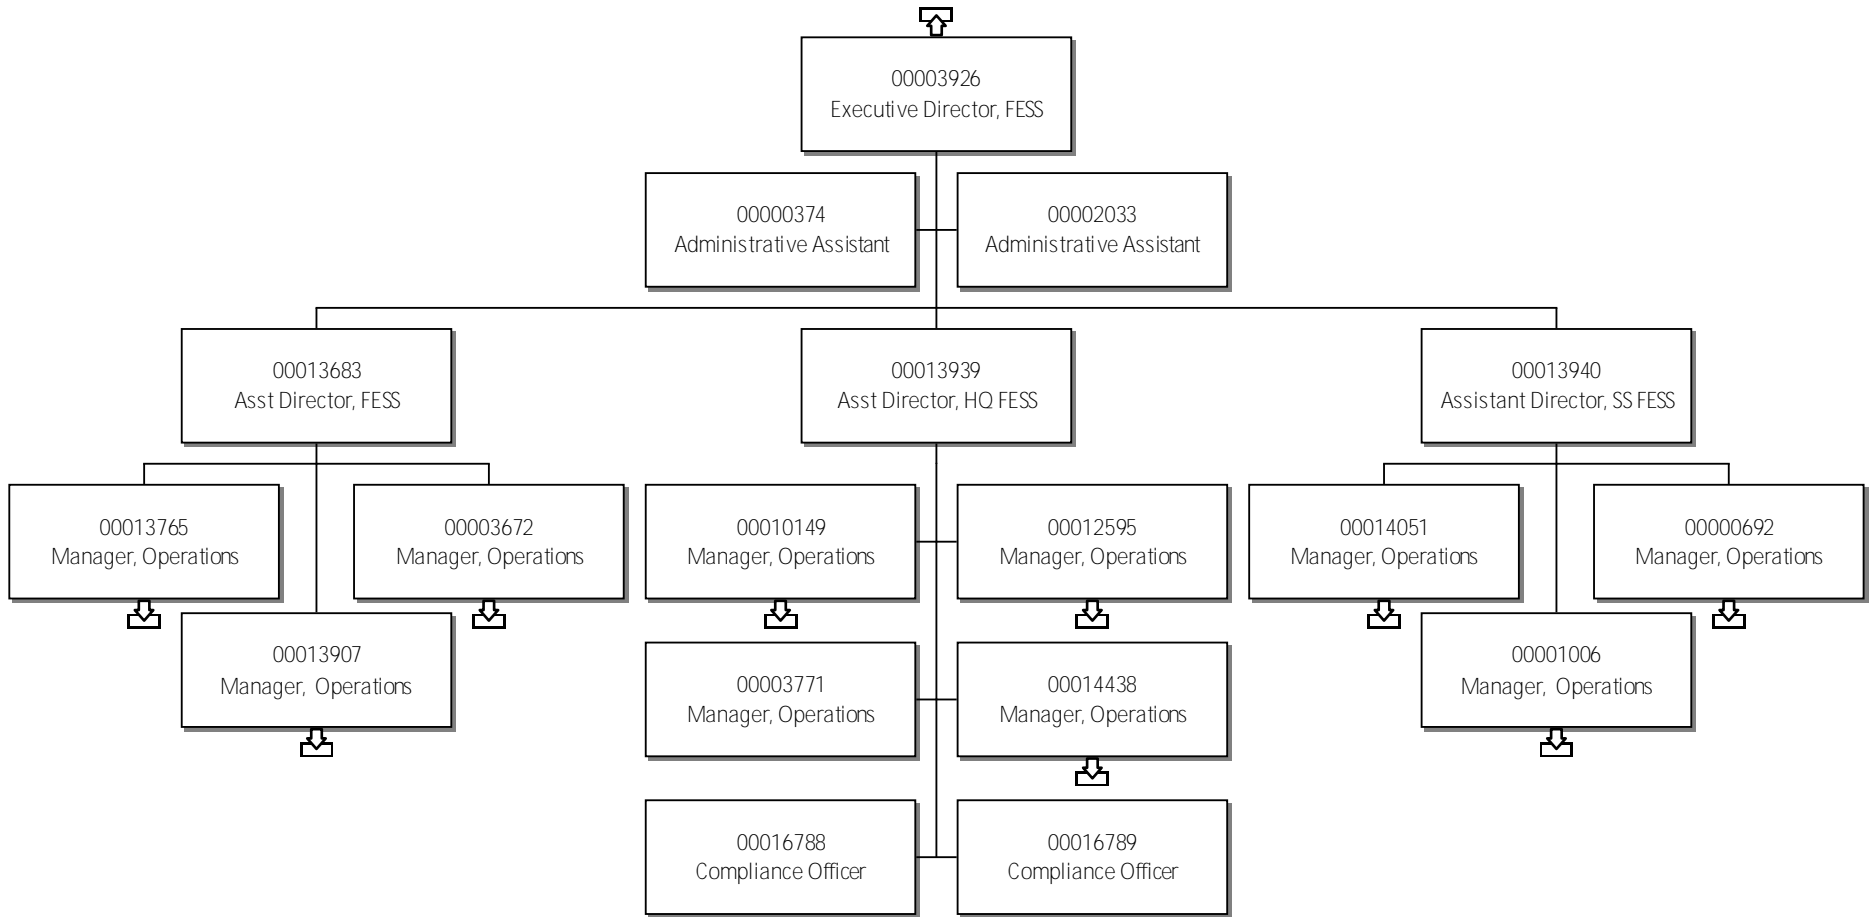 00003926
Executive Director, FESS
00000374
Administrative Assistant
00002033
Administrative Assistant
00013683
Asst Director, FESS
00013939
Asst Director, HQ FESS
00013940
Assistant Director, SS FESS
00013765
Manager, Operations
00003672
Manager, Operations
00010149
Manager, Operations
00012595
Manager, Operations
00014051
Manager, Operations
00000692
Manager, Operations
00013907
Manager, Operations
00003771
Manager, Operations
00014438
Manager, Operations
00001006
Manager, Operations
00016788
Compliance Officer
00016789
Compliance Officer